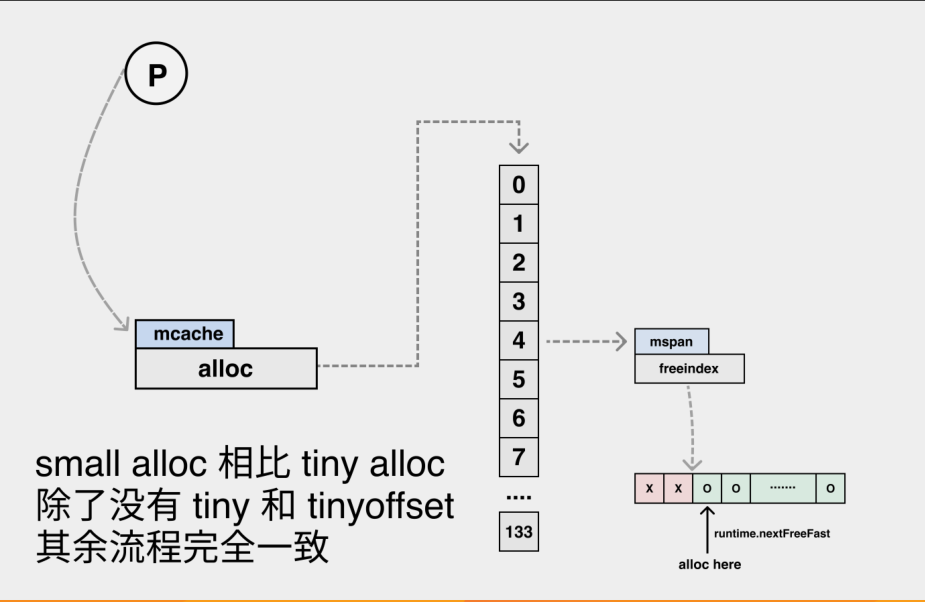 P
mcache
alloc
0
1
2
3
4
5
6
7
....
133
mspan
freeindex
X X O O ....... O
runtime.nextFreeFast
alloc here
small alloc 相比 tiny alloc
除了没有 tiny 和 tinyoffset
其余流程完全一致